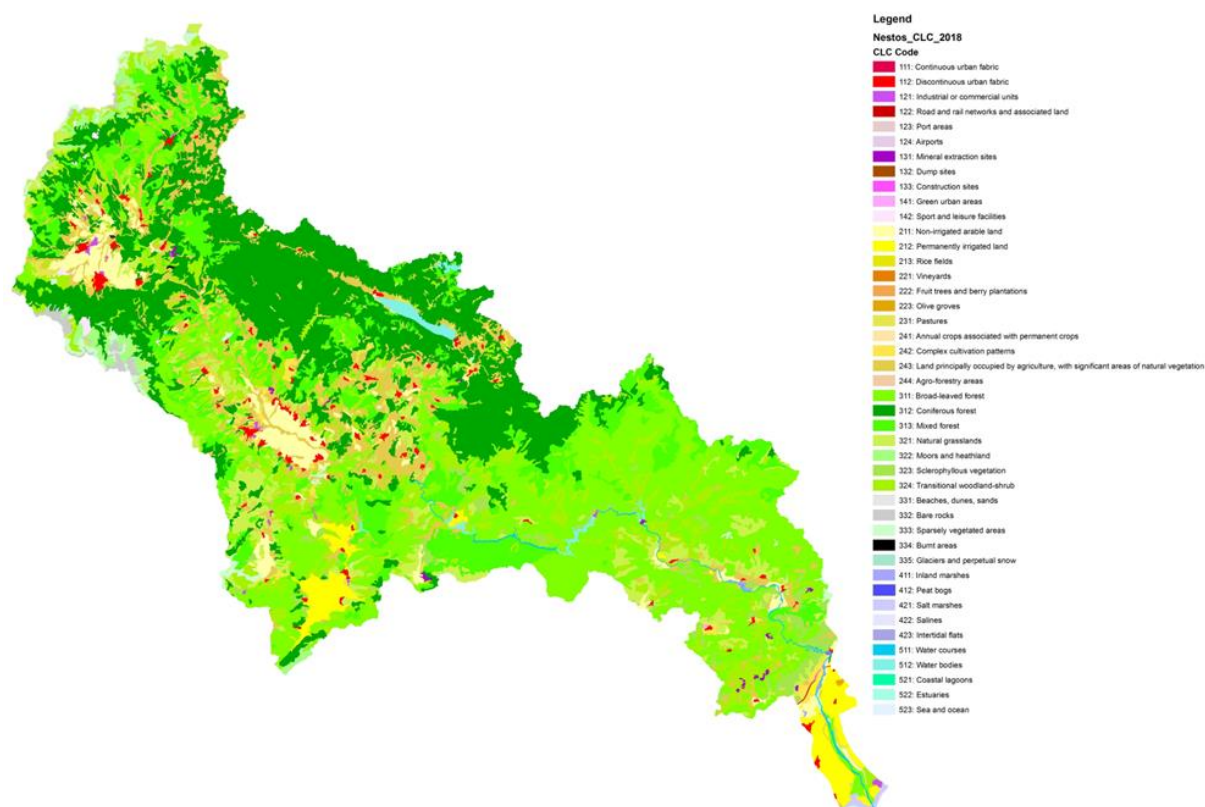 Legend
Nestos_CLC_2018
CLC Code
111: Continuous urban fabric
112: Discontinuous urban fabric
121: Industrial or commercial units
122: Road and rail networks and associated land
123: Port areas
124: Airports
131: Mineral extraction sites
132: Dump sites
133: Construction sites
141: Green urban areas
142: Sport and leisure facilities
211: Non-irrigated arable land
212: Permanently irrigated land
213: Rice fields
221: Vineyards
222: Fruit trees and berry plantations
223: Olive groves
231: Pastures
241: Annual crops associated with permanent crops
242: Complex cultivation patterns
243: Land principally occupied by agriculture, with significant areas of natural vegetation
244: Agro-forestry areas
311: Broad-leaved forest
312: Coniferous forest
313: Mixed forest
321: Natural grasslands
322: Moors and heathland
323: Sclerophyllous vegetation
324: Transitional woodland-shrub
331: Beaches, dunes, sands
332: Bare rocks
333: Sparsely vegetated areas
334: Burnt areas
335: Glaciers and perpetual snow
411: Inland marshes
412: Peat bogs
421: Salt marshes
422: Salines
423: Intertidal flats
511: Water courses
512: Water bodies
521: Coastal lagoons
522: Estuaries
523: Sea and ocean